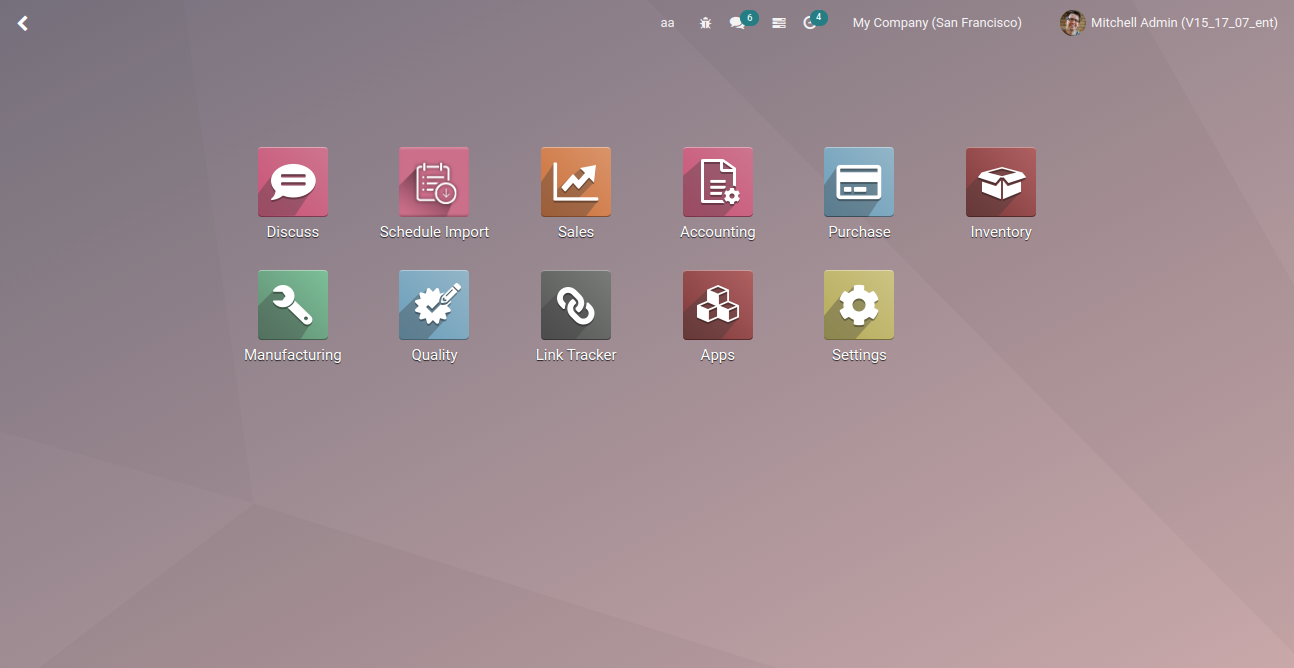 aa 6 4 My Company (San Francisco) Mitchell Admin (V15_17_07_ent)
Discuss Schedule Import Sales Accounting Purchase Inventory
Manufacturing Quality Link Tracker Apps Settings